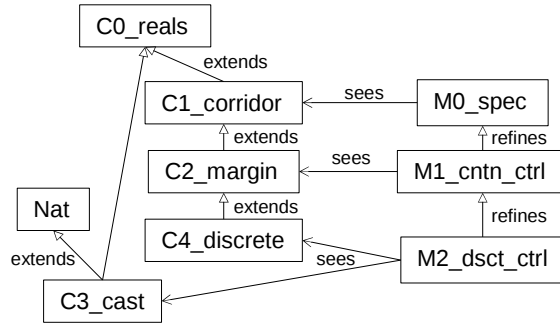 C0_reals
extends
C1_corridor
sees
M0_spec
extends
refines
C2_margin
sees
M1_cntn_ctrl
Nat
extends
refines
C4_discrete
extends
sees
M2_dsct_ctrl
C3_cast